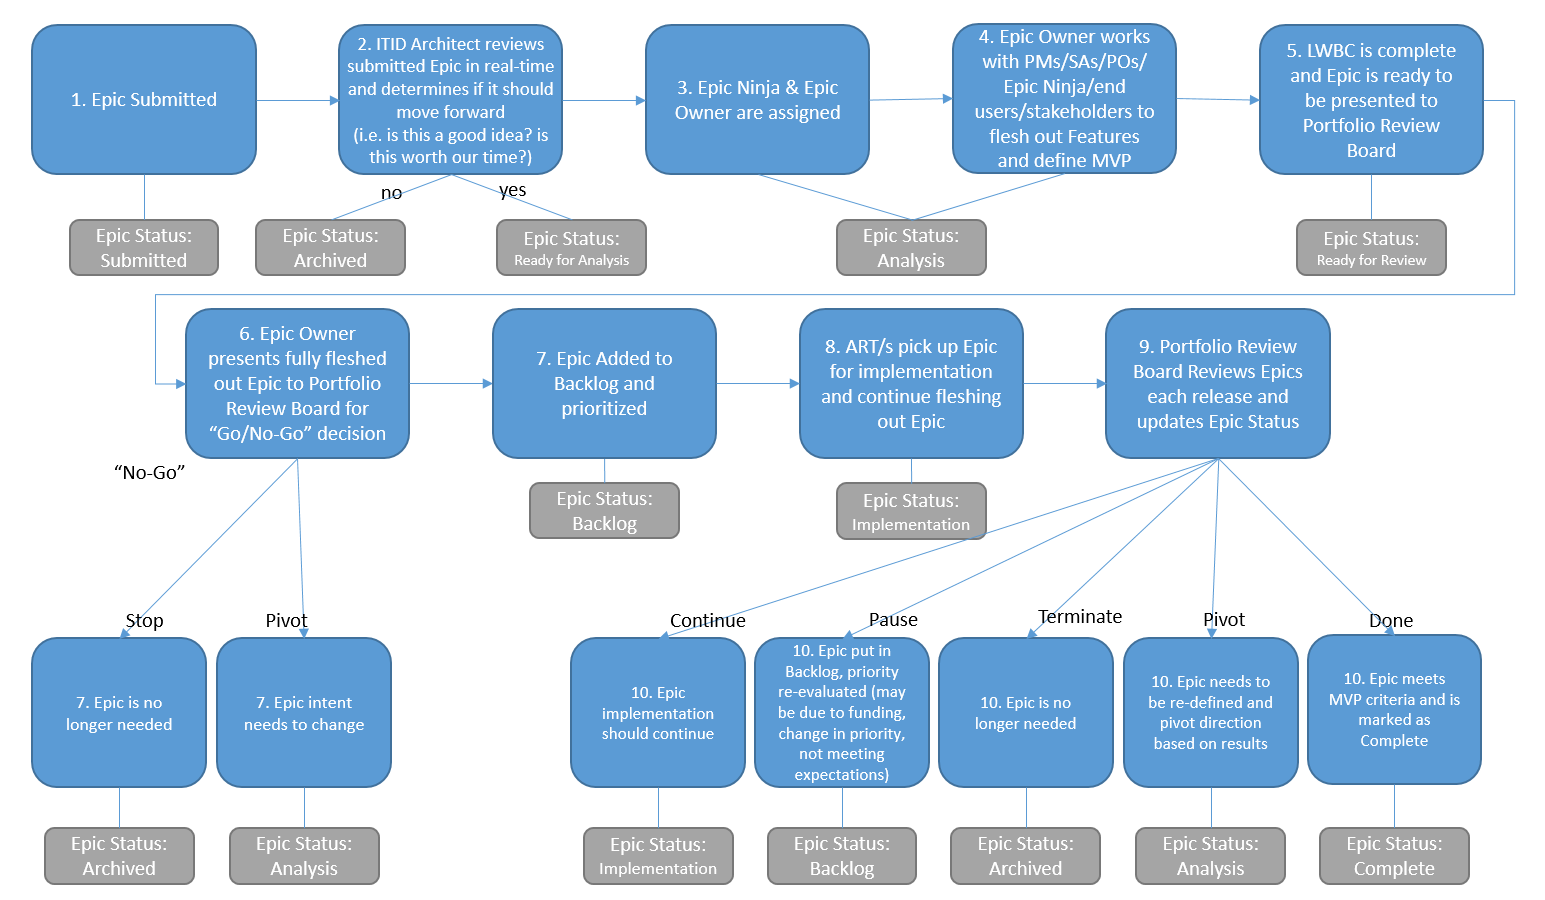 1. Epic Submitted
2. ITID Architect reviews
submitted Epic in real-time
and determines if it should
move forward
(i.e. is this a good idea? is
this worth our time?)
3. Epic Ninja & Epic
Owner are assigned
4. Epic Owner works
with PMs/SAs/POs/
Epic Ninja/end
users/stakeholders to
flesh out Features
and define MVP
5. LWBC is complete
and Epic is ready to
be presented to
Portfolio Review
Board
no
yes
Epic Status:
Submitted
Epic Status:
Archived
Epic Status:
Ready for Analysis
Epic Status:
Analysis
Epic Status:
Ready for Review
6. Epic Owner
presents fully fleshed
out Epic to Portfolio
Review Board for
“Go/No-Go” decision
7. Epic Added to
Backlog and
prioritized
8. ART/s pick up Epic
for implementation
and continue fleshing
out Epic
9. Portfolio Review
Board Reviews Epics
each release and
updates Epic Status
“No-Go”
Epic Status:
Backlog
Epic Status:
Implementation
Stop
Pivot
Continue
Pause
Terminate
Pivot
Done
7. Epic is no
longer needed
7. Epic intent
needs to change
10. Epic
implementation
should continue
10. Epic put in
Backlog, priority
re-evaluated (may
be due to funding,
change in priority,
not meeting
expectations)
10. Epic is no
longer needed
10. Epic needs to
be re-defined and
pivot direction
based on results
10. Epic meets
MVP criteria and is
marked as
Complete
Epic Status:
Archived
Epic Status:
Analysis
Epic Status:
Implementation
Epic Status:
Backlog
Epic Status:
Archived
Epic Status:
Analysis
Epic Status:
Complete